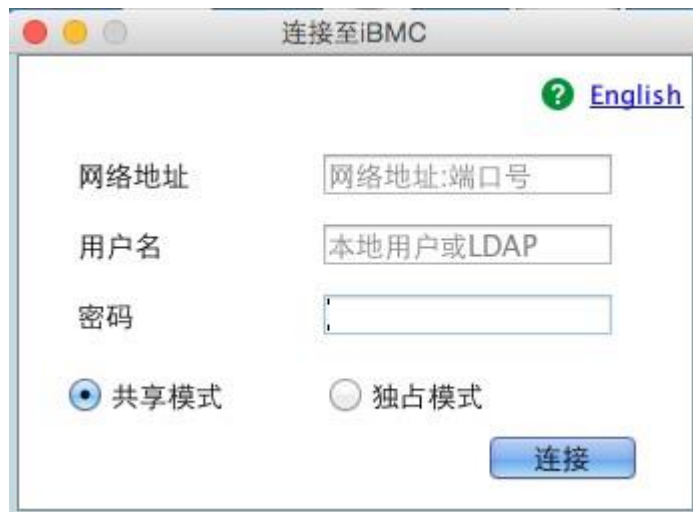 连接至iBMC
? English
网络地址 网络地址:端口号
用户名 本地用户或LDAP
密码
共享模式 独占模式
连接